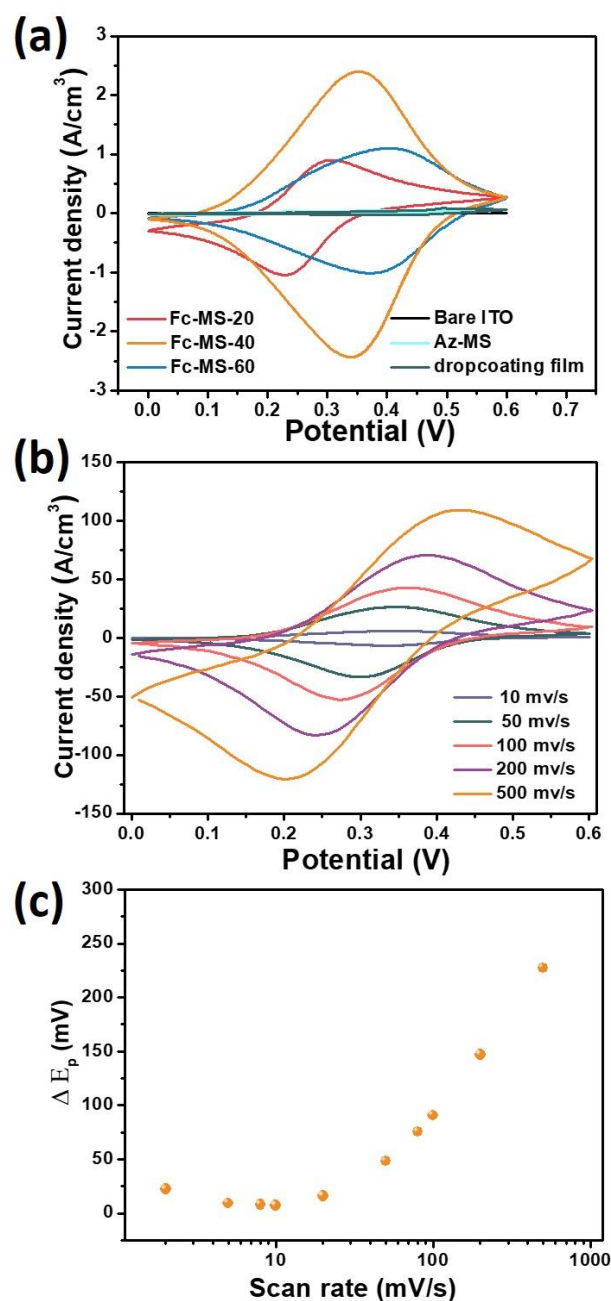 (a)
Current density (A/cm³)
3
2
1
0
-1
-2
-3
Fc-MS-20
Fc-MS-40
Fc-MS-60
Bare ITO
Az-MS
dropcoating film
0.0 0.1 0.2 0.3 0.4 0.5 0.6 0.7
Potential (V)
(b)
Current density (A/cm³)
150
100
50
0
-50
-100
-150
10 mv/s
50 mv/s
100 mv/s
200 mv/s
500 mv/s
0.0 0.1 0.2 0.3 0.4 0.5 0.6
Potential (V)
(c)
Δ Eₚ (mV)
300
250
200
150
100
50
0
10 100 1000
Scan rate (mV/s)